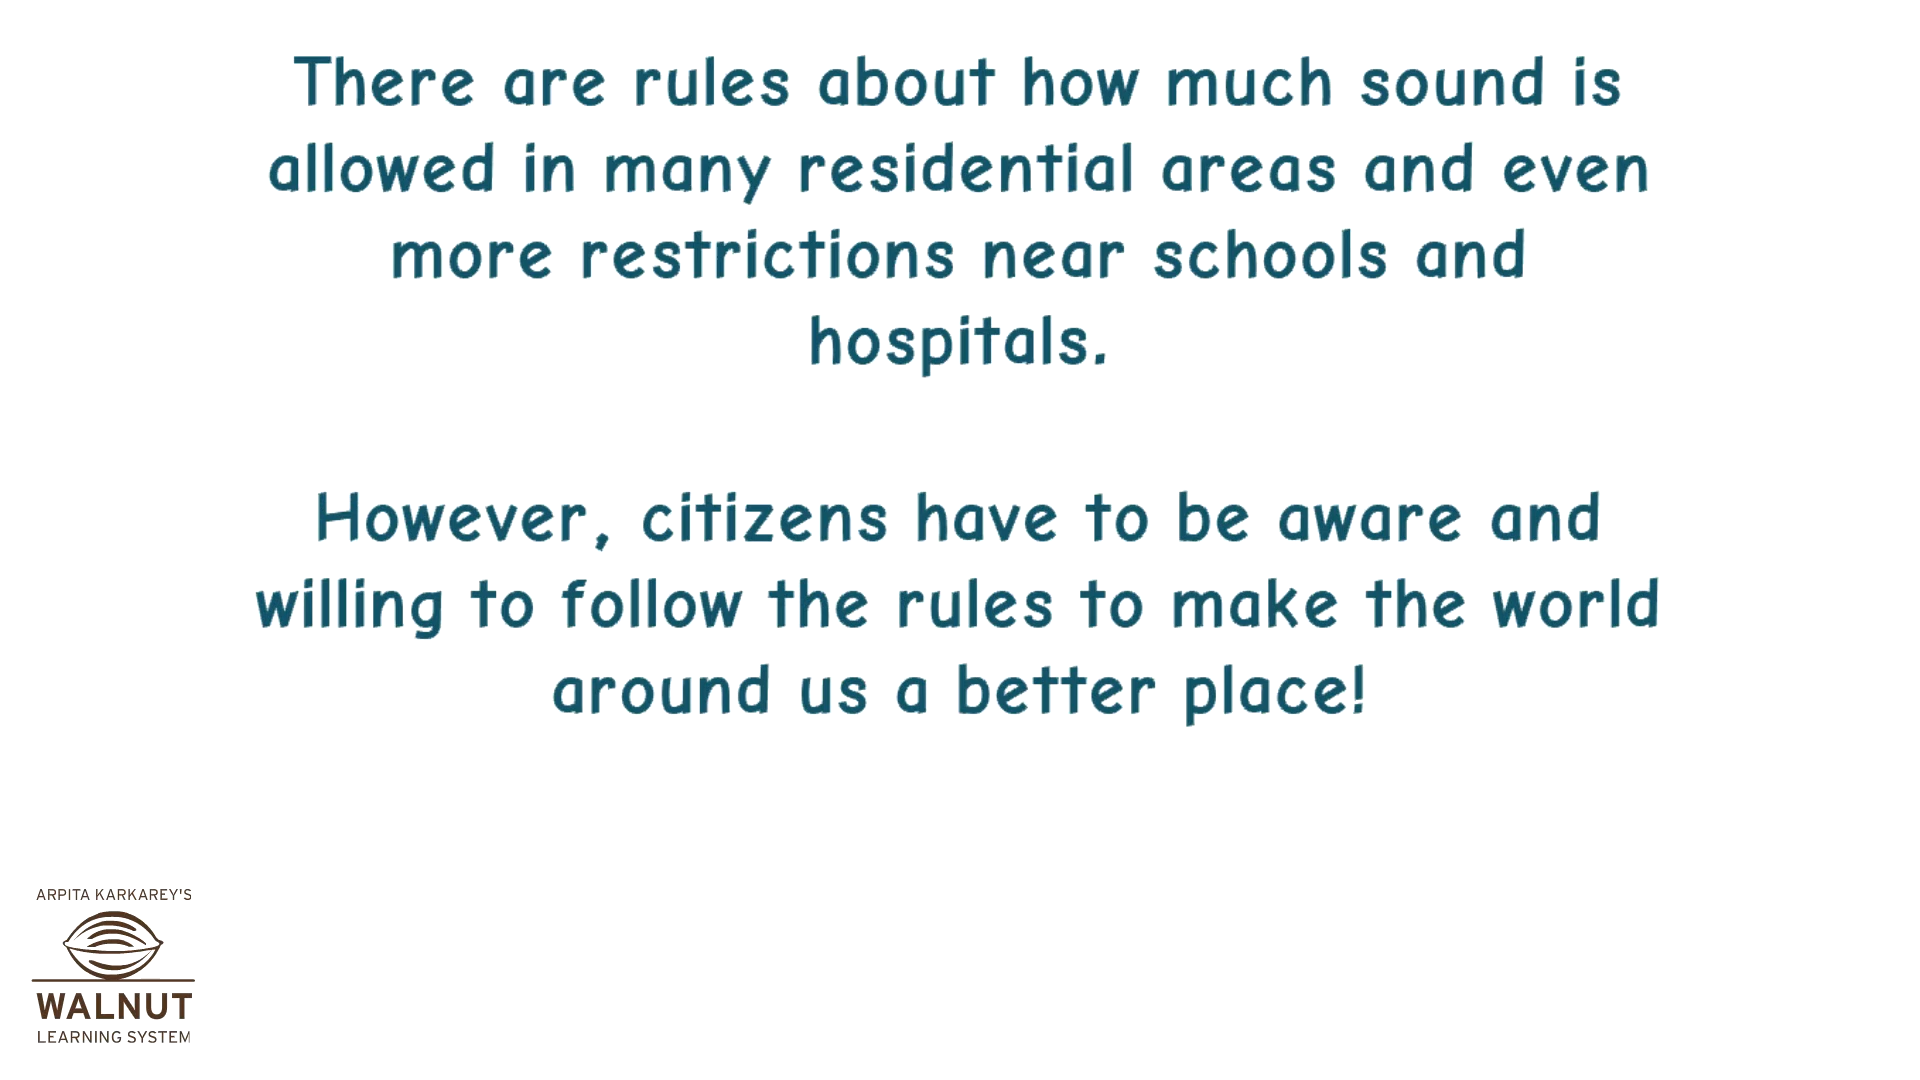 There are rules about how much sound is
allowed in many residential areas and even
more restrictions near schools and
hospitals.
However, citizens have to be aware and
willing to follow the rules to make the world
around us a better place!
ARPITA KARKAREY'S
WALNUT
LEARNING SYSTEM